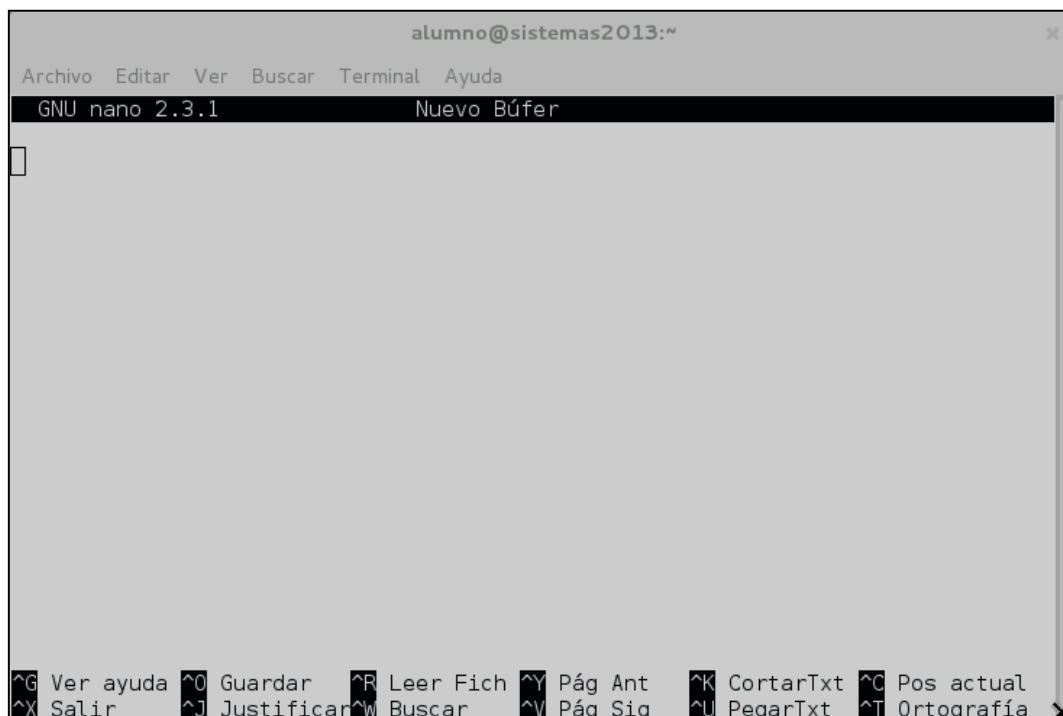 alumno@sistemas2013:~
Archivo Editar Ver Buscar Terminal Ayuda
GNU nano 2.3.1 Nuevo Búfer
^G Ver ayuda ^O Guardar ^R Leer Fich ^Y Pág Ant ^K CortarTxt ^C Pos actual
^X Salir ^J Justificar ^W Buscar ^V Pág Sig ^U PegarTxt ^T Ortografía